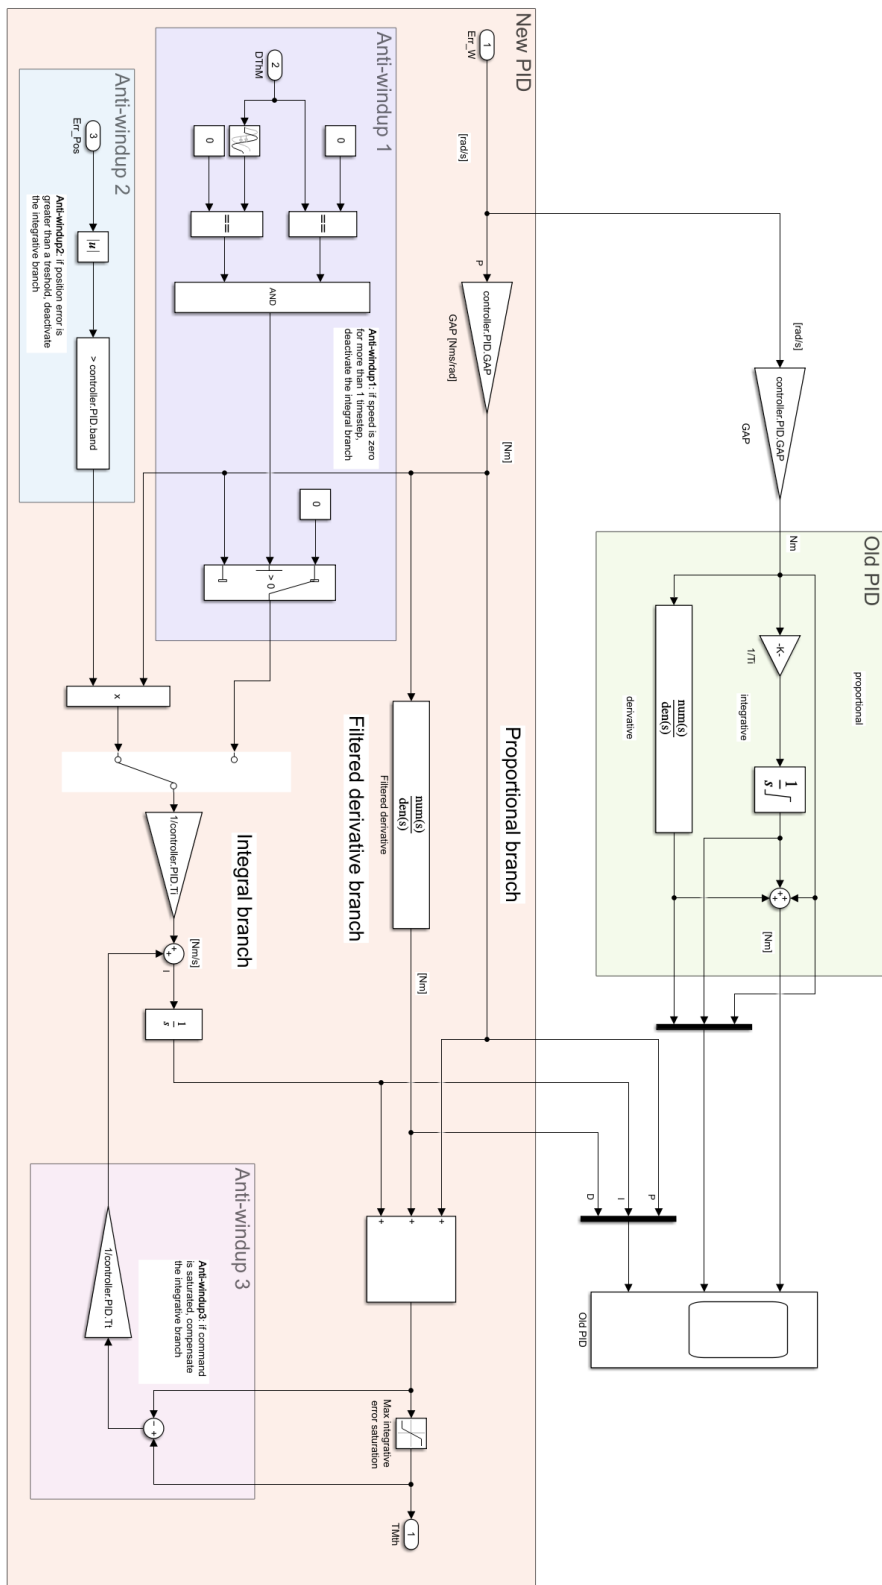 New PID
1
Err_W
[rad/s]
P
controller.PID.GAP
GAP [Nms/rad]
[Nm]
Proportional branch
[rad/s]
controller.PID.GAP
GAP
Old PID
Nm
proportional
-K-
1/Ti
integrative
1
s
num(s)
den(s)
derivative
[Nm]
P
I
D
Old PID
Anti-windup 1
2
DThM
0
0
==
==
AND
Anti-windup1: if speed is zero
for more than 1 timestep,
deactivate the integral branch
0
> 0
num(s)
den(s)
Filtered derivative
Filtered derivative branch
[Nm]
Anti-windup 2
3
Err_Pos
|u|
> controller.PID.band
Anti-windup2: if position error is
greater than a treshold, deactivate
the integrative branch
x
1/controller.PID.Ti
Integral branch
[Nm/s]
+
+
I
1
s
+
+
+
Max integrative
error saturation
1
TMth
Anti-windup 3
Anti-windup3: if command
is saturated, compensate
the integrative branch
1/controller.PID.Tt
- +